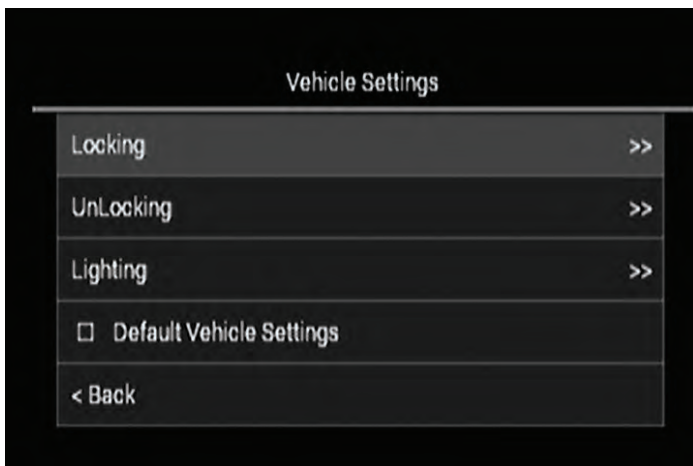 Vehicle Settings
Locking >>
UnLocking >>
Lighting >>
☐ Default Vehicle Settings
< Back